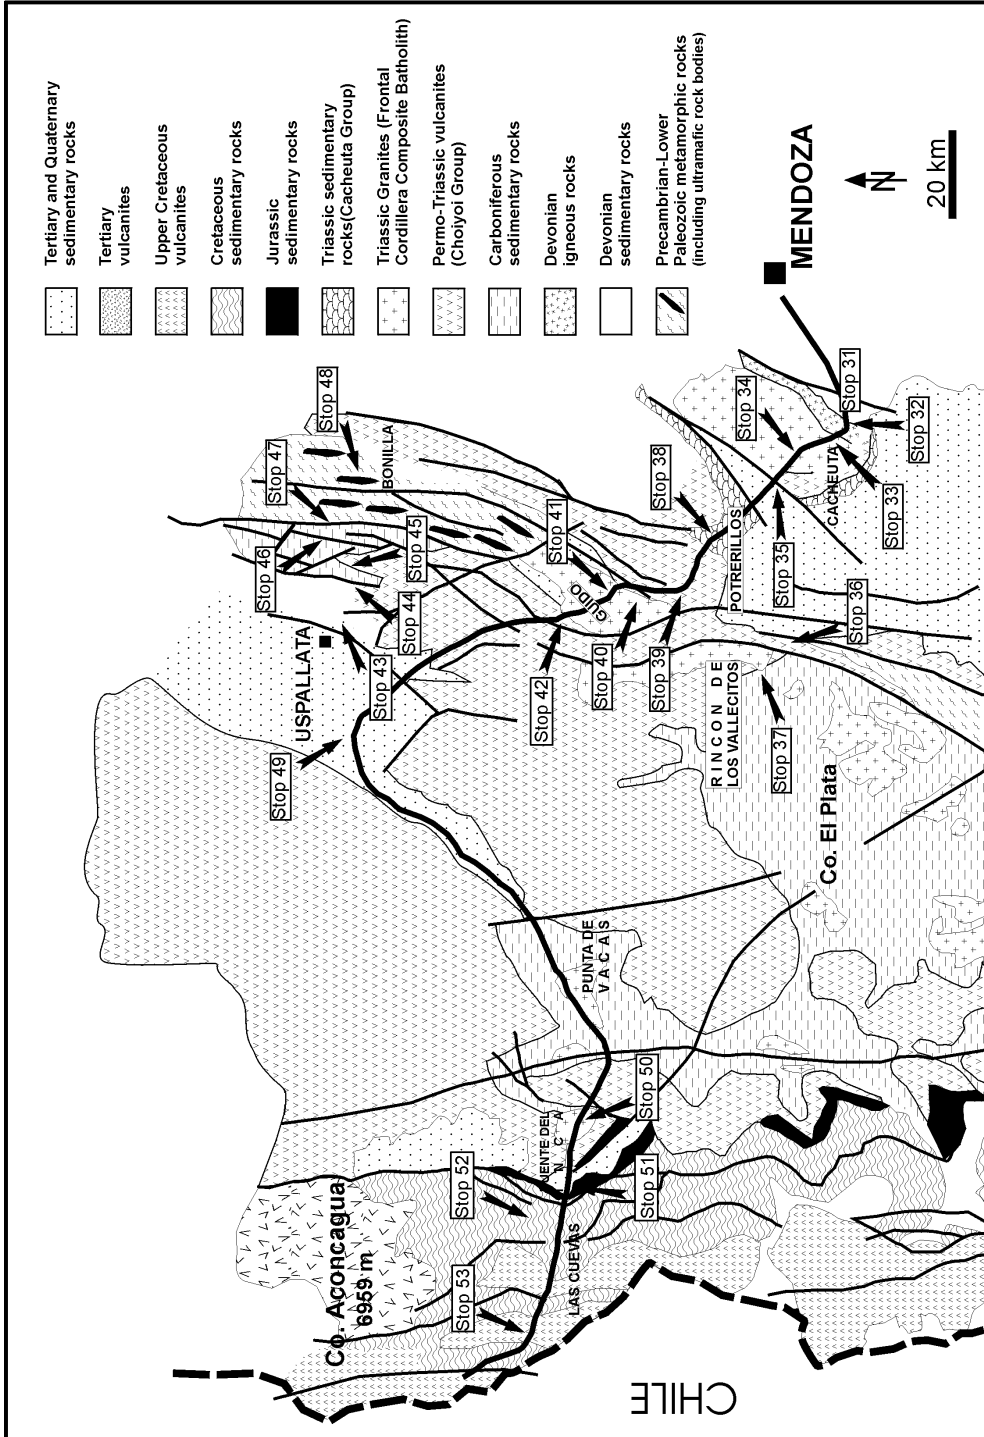 Tertiary and Quaternary
sedimentary rocks
Tertiary
vulcanites
Upper Cretaceous
vulcanites
Cretaceous
sedimentary rocks
Jurassic
sedimentary rocks
Triassic sedimentary
rocks(Cacheuta Group)
Triassic Granites (Frontal
Cordillera Composite Batholith)
Permo-Triassic vulcanites
(Choiyoi Group)
Carboniferous
sedimentary rocks
Devonian
igneous rocks
Devonian
sedimentary rocks
Precambrian-Lower
Paleozoic metamorphic rocks
(including ultramafic rock bodies)
N
20 km
MENDOZA
Stop 31
Stop 32
Stop 33
Stop 34
CACHEUTA
Stop 35
Stop 36
Stop 37
Stop 38
POTRERILLOS
RINCON DE
LOS VALLECITOS
Co. El Plata
Stop 39
Stop 40
Stop 41
GUIDO
Stop 42
Stop 43
Stop 44
Stop 45
Stop 46
Stop 47
Stop 48
BONILLA
USPALLATA
Stop 49
PUNTA DE
VACAS
Stop 50
UENTE DEL
N C A
Stop 51
Stop 52
Stop 53
LAS CUEVAS
Co. Aconcagua
6959 m
CHILE